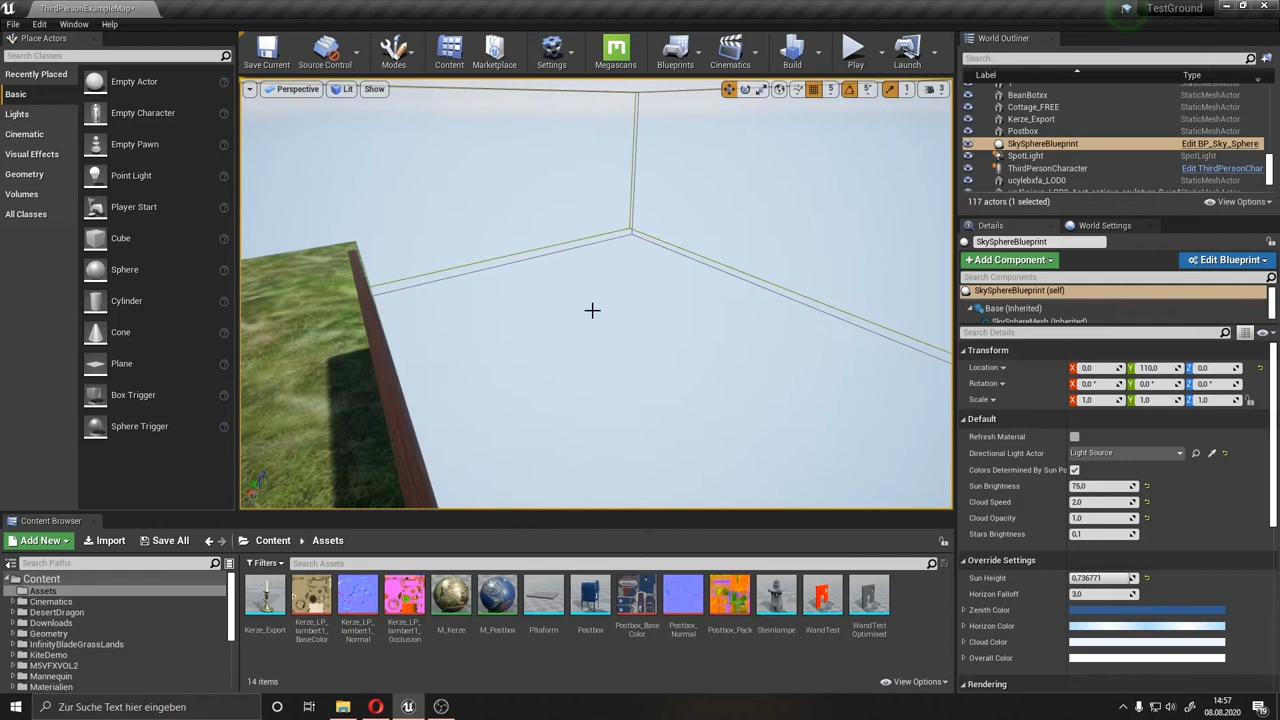 ThirdPersonExampleMap*
TestGround
File Edit Window Help
Place Actors
Search Classes
Recently Placed
Basic
Lights
Cinematic
Visual Effects
Geometry
Volumes
All Classes
Empty Actor
Empty Character
Empty Pawn
Point Light
Player Start
Cube
Sphere
Cylinder
Cone
Plane
Box Trigger
Sphere Trigger
Save Current
Source Control
Modes
Content
Marketplace
Settings
Megascans
Blueprints
Cinematics
Build
Play
Launch
Perspective
Lit
Show
5
5°
1
3
World Outliner
Search...
Label Type
BeanBotxx StaticMeshActor
Cottage_FREE StaticMeshActor
Kerze_Export StaticMeshActor
Postbox StaticMeshActor
SkySphereBlueprint Edit BP_Sky_Sphere
SpotLight SpotLight
ThirdPersonCharacter Edit ThirdPersonChar
ucylebxfa_LOD0 StaticMeshActor
117 actors (1 selected)
View Options
Details
World Settings
SkySphereBlueprint
+Add Component
Edit Blueprint
Search Components
SkySphereBlueprint (self)
Base (Inherited)
SkySphereMesh (Inherited)
Search Details
Transform
Location X 0,0 Y 110,0 Z 0,0
Rotation X 0,0 ° Y 0,0 ° Z 0,0 °
Scale X 1,0 Y 1,0 Z 1,0
Default
Refresh Material
Directional Light Actor Light Source
Colors Determined By Sun Po
Sun Brightness 75,0
Cloud Speed 2,0
Cloud Opacity 1,0
Stars Brightness 0,1
Override Settings
Sun Height 0,736771
Horizon Falloff 3,0
Zenith Color
Horizon Color
Cloud Color
Overall Color
Rendering
Content Browser
Add New
Import
Save All
Content
Assets
Search Paths
Filters
Search Assets
Content
Assets
Cinematics
DesertDragon
Downloads
Geometry
InfinityBladeGrassLands
KiteDemo
M5VFXVOL2
Mannequin
Materialien
Kerze_Export
Kerze_LP_lambert1_BaseColor
Kerze_LP_lambert1_Normal
Kerze_LP_lambert1_Occlusion
M_Kerze
M_Postbox
Pltaform
Postbox
Postbox_Base Color
Postbox_Normal
Postbox_Pack
Steinlampe
WandTest
WandTest Optimised
14 items
View Options
Zur Suche Text hier eingeben
14:57
08.08.2020
19